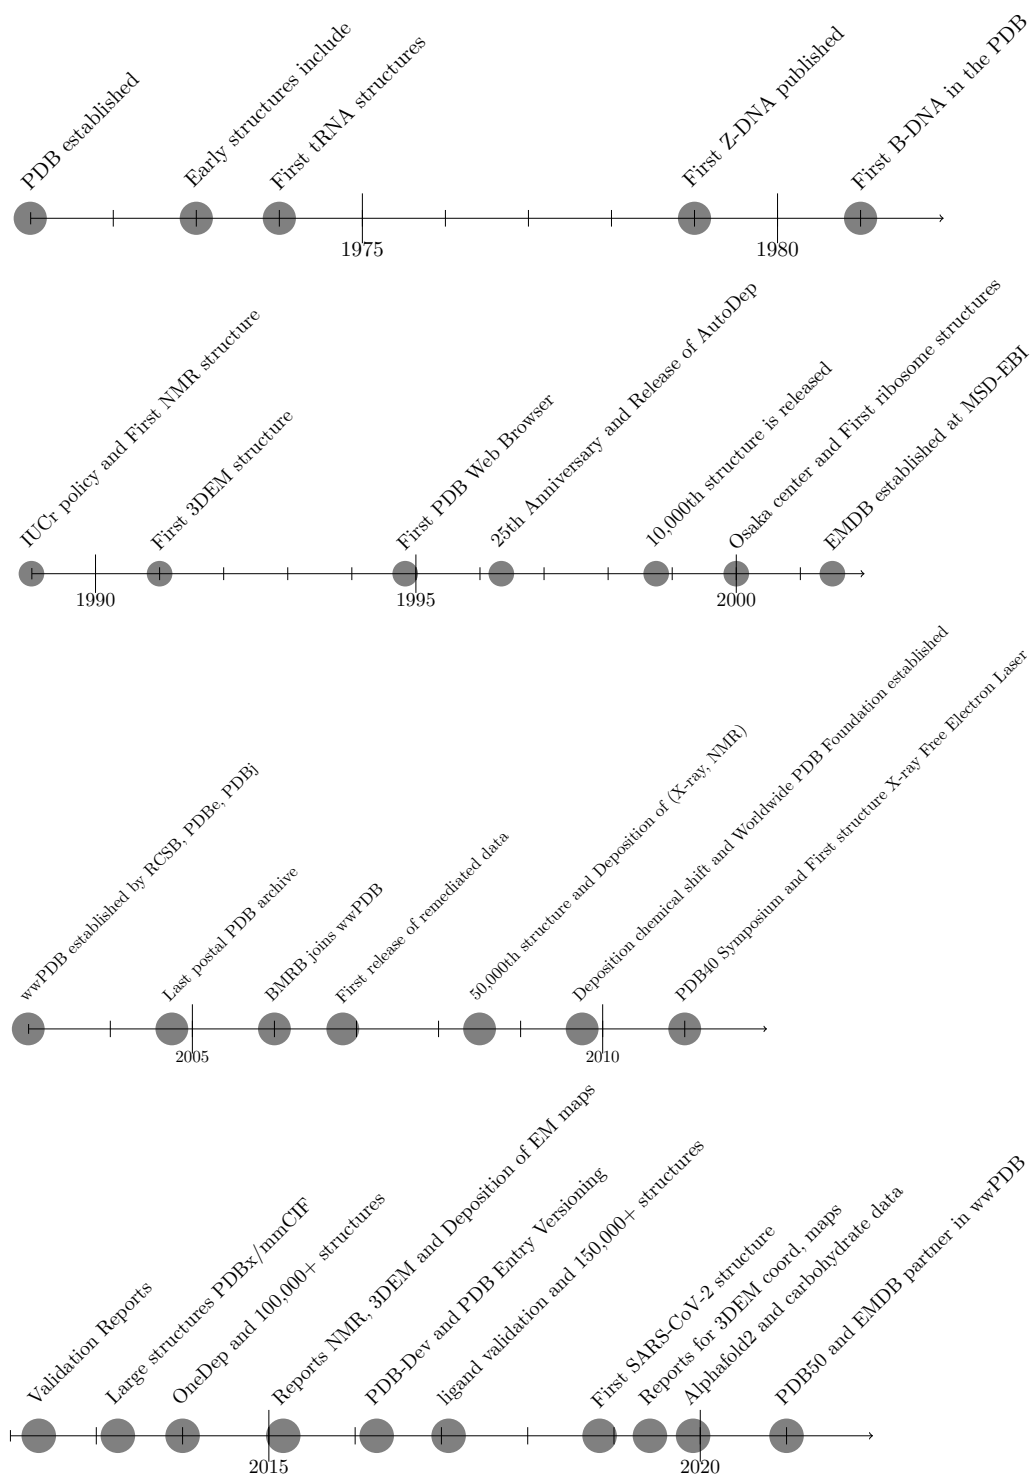 PDB established
Early structures include
First tRNA structures
First Z-DNA published
First B-DNA in the PDB
1975
1980
IUCr policy and First NMR structure
First 3DEM structure
First PDB Web Browser
25th Anniversary and Release of AutoDep
10,000th structure is released
Osaka center and First ribosome structures
EMDB established at MSD-EBI
1990
1995
2000
wwPDB established by RCSB, PDBe, PDBj
Last postal PDB archive
BMRB joins wwPDB
First release of remediated data
50,000th structure and Deposition of (X-ray, NMR)
Deposition chemical shift and Worldwide PDB Foundation established
PDB40 Symposium and First structure X-ray Free Electron Laser
2005
2010
Validation Reports
Large structures PDBx/mmCIF
OneDep and 100,000+ structures
Reports NMR, 3DEM and Deposition of EM maps
PDB-Dev and PDB Entry Versioning
ligand validation and 150,000+ structures
First SARS-CoV-2 structure
Reports for 3DEM coord, maps
Alphafold2 and carbohydrate data
PDB50 and EMDB partner in wwPDB
2015
2020